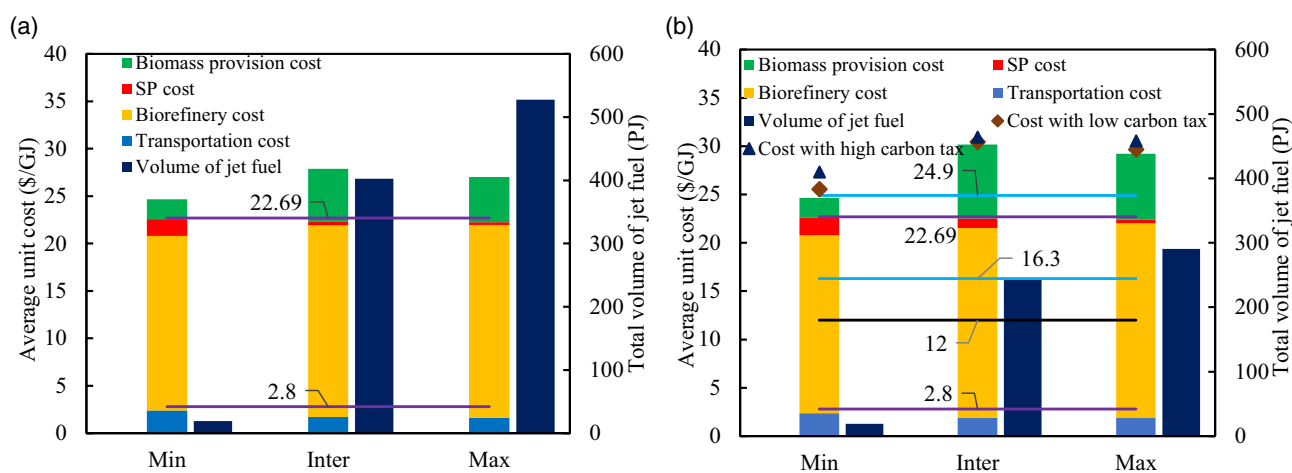 (a)
Average unit cost ($/GJ)
40
35
30
25
20
15
10
5
0
Biomass provision cost
SP cost
Biorefinery cost
Transportation cost
Volume of jet fuel
22.69
2.8
Min
Inter
Max
600
500
400
300
200
100
0
Total volume of jet fuel (PJ)
(b)
Average unit cost ($/GJ)
40
35
30
25
20
15
10
5
0
Biomass provision cost
SP cost
Biorefinery cost
Transportation cost
Volume of jet fuel
Cost with low carbon tax
Cost with high carbon tax
24.9
22.69
16.3
12
2.8
Min
Inter
Max
600
500
400
300
200
100
0
Total volume of jet fuel (PJ)